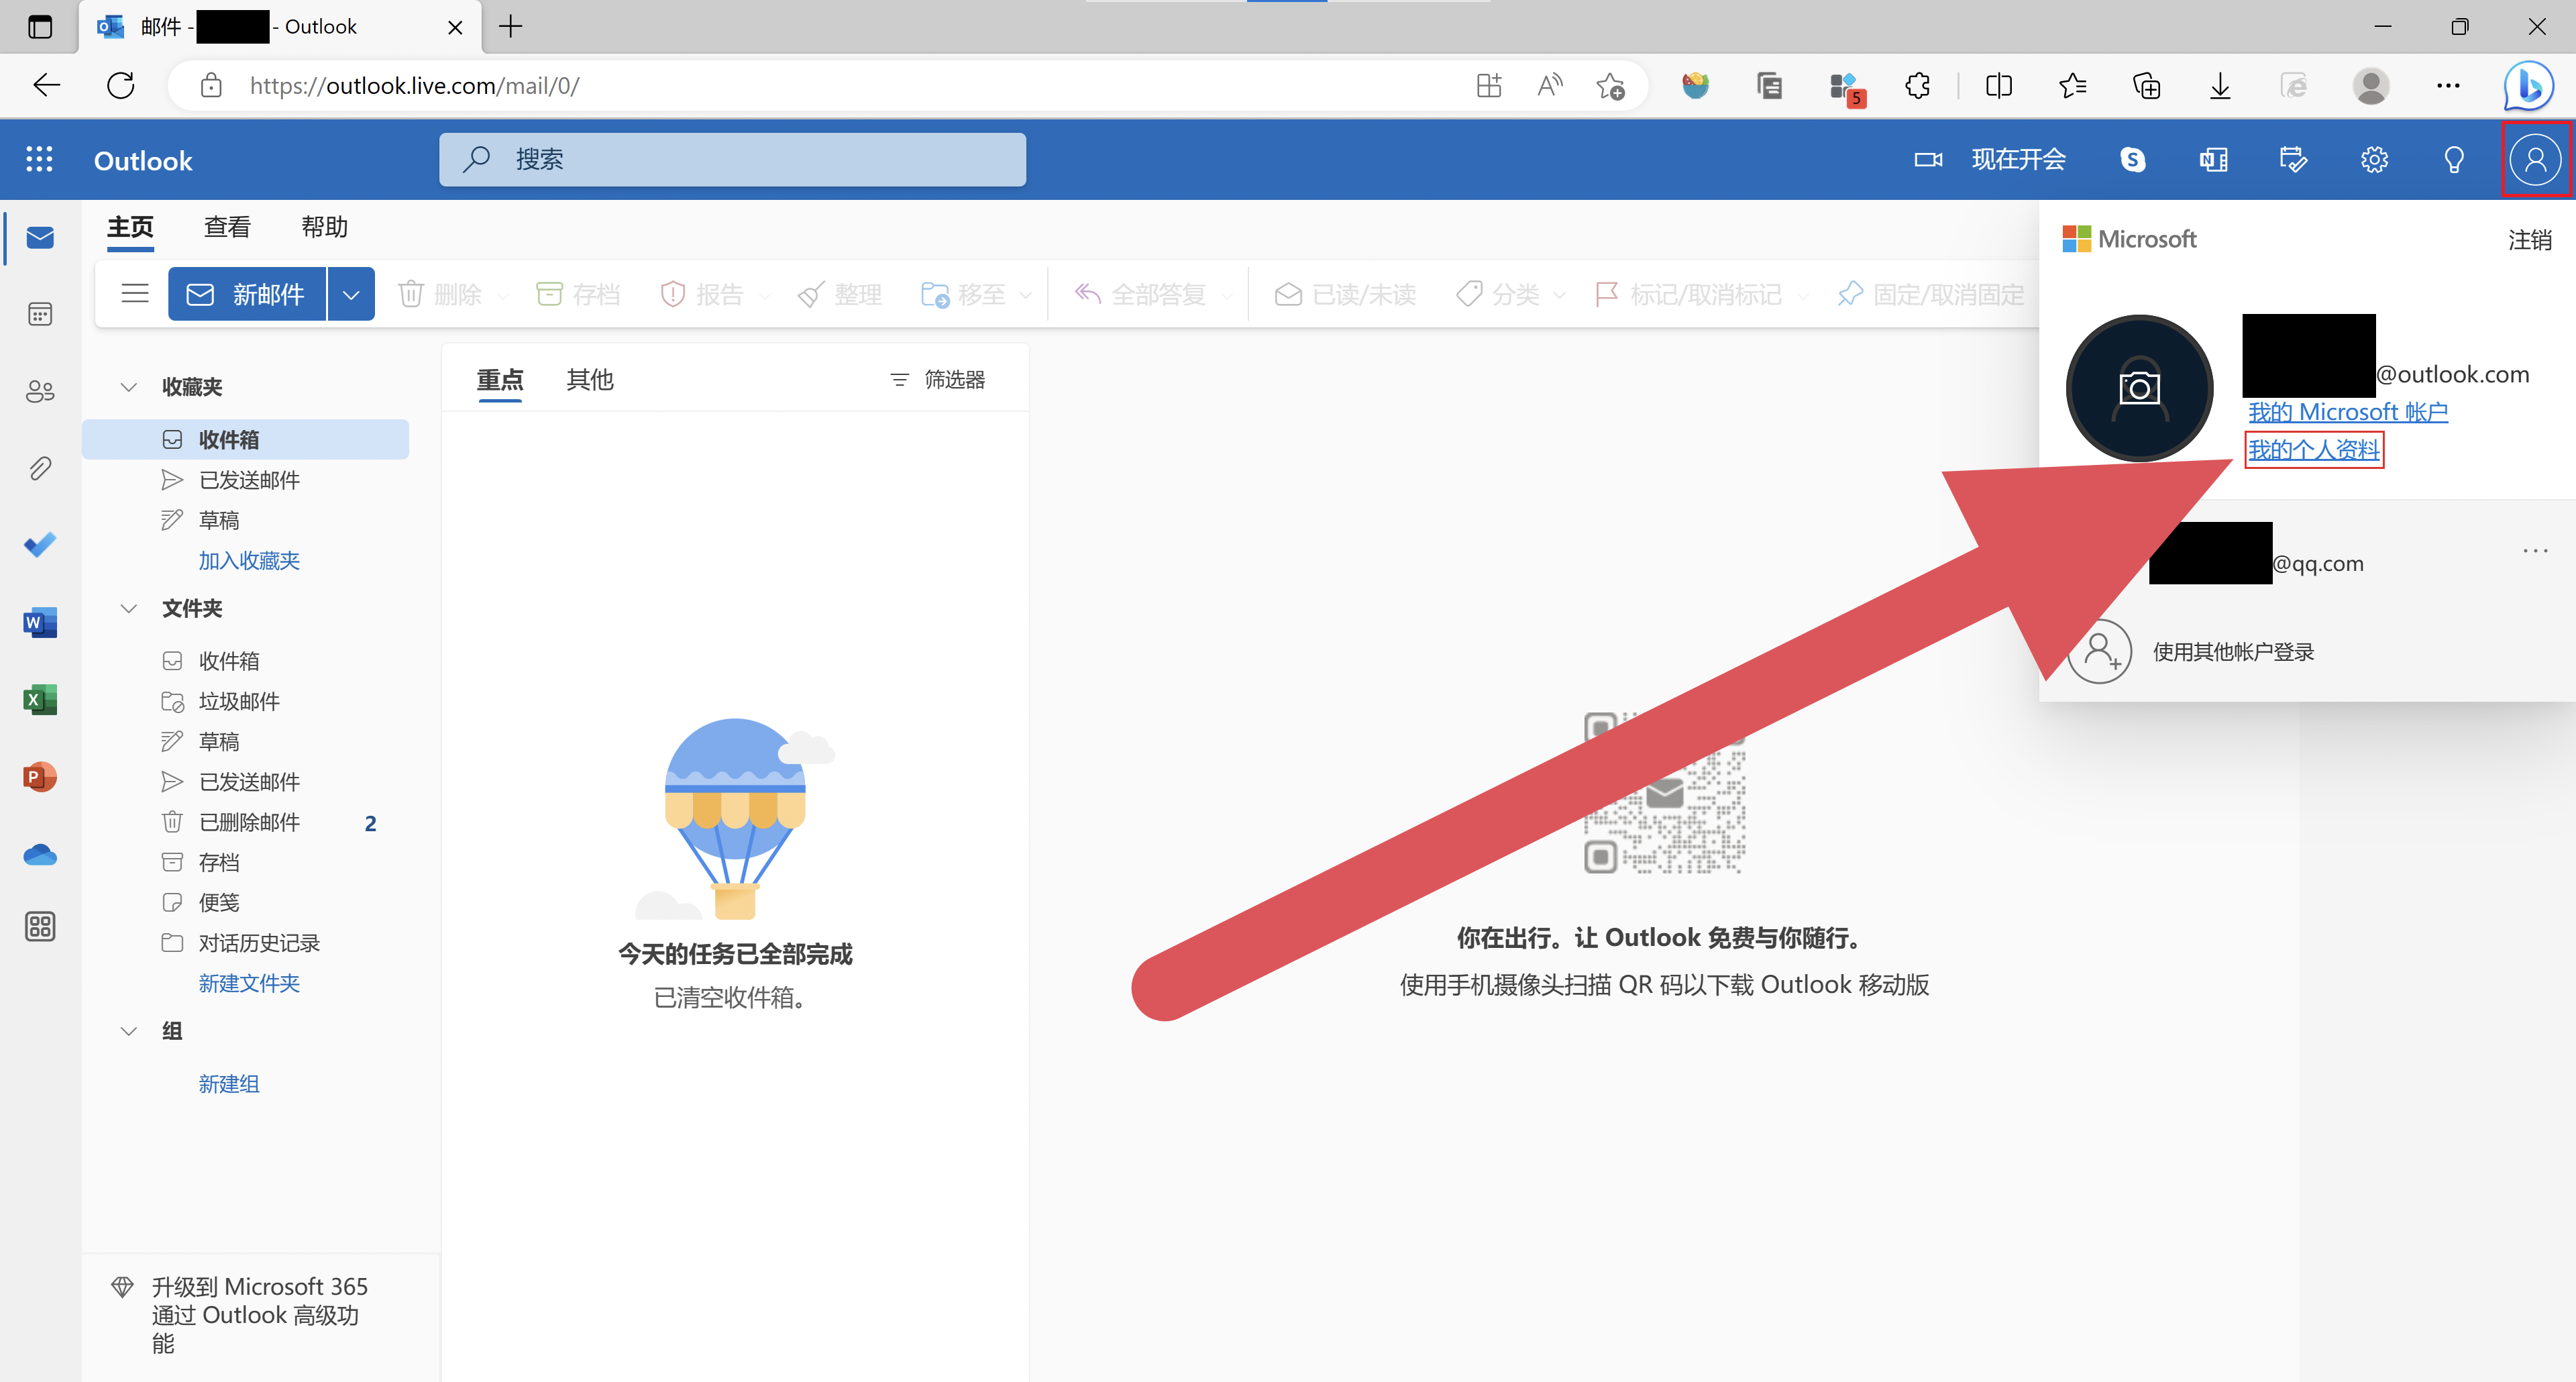 邮件 - - Outlook
https://outlook.live.com/mail/0/
5
Outlook
搜索
现在开会
主页 查看 帮助
新邮件 删除 存档 报告 整理 移至 全部答复 已读/未读 分类 标记/取消标记 固定/取消固定
Microsoft
注销
@outlook.com
我的 Microsoft 帐户
我的个人资料
@qq.com
使用其他帐户登录
收藏夹
收件箱
已发送邮件
草稿
加入收藏夹
文件夹
收件箱
垃圾邮件
草稿
已发送邮件
已删除邮件 2
存档
便笺
对话历史记录
新建文件夹
组
新建组
升级到 Microsoft 365
通过 Outlook 高级功
能
重点 其他 筛选器
今天的任务已全部完成
已清空收件箱。
你在出行。让 Outlook 免费与你随行。
使用手机摄像头扫描 QR 码以下载 Outlook 移动版